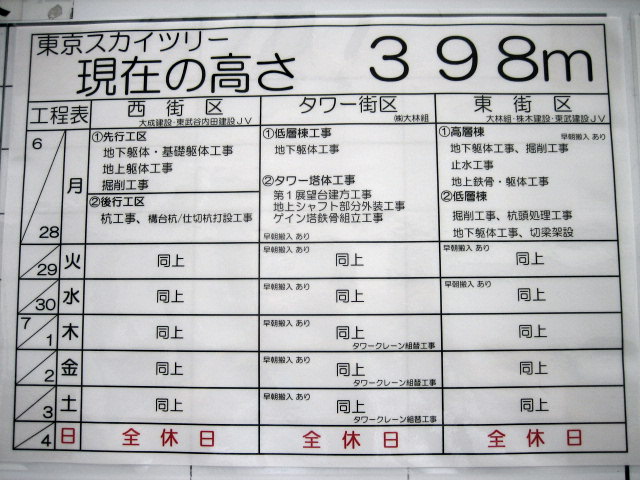 東京スカイツリー
現在の高さ 398m
工程表 西街区 タワー街区 東街区
大成建設・東武谷内田建設JV ㈱大林組 大林組・株木建設・東武建設JV
6/28 月
①先行工区
地下躯体・基礎躯体工事
地上躯体工事
掘削工事
②後行工区
杭工事、構台杭/仕切杭打設工事
①低層棟工事
地下躯体工事
②タワー塔体工事
第1展望台建方工事
地上シャフト部分外装工事
ゲイン塔鉄骨組立工事
早朝搬入 あり
①高層棟 早朝搬入 あり
地下躯体工事、掘削工事
止水工事
地上鉄骨・躯体工事
②低層棟
掘削工事、杭頭処理工事
地下躯体工事、切梁架設
29 火 同上 早朝搬入 あり 同上 早朝搬入 あり 同上
30 水 同上 早朝搬入 あり 同上 早朝搬入 あり 同上
7/1 木 同上 早朝搬入 あり 同上 タワークレーン組替工事 同上
2 金 同上 早朝搬入 あり 同上 タワークレーン組替工事 同上
3 土 同上 早朝搬入 あり 同上 タワークレーン組替工事 同上
4 日 全休日 全休日 全休日